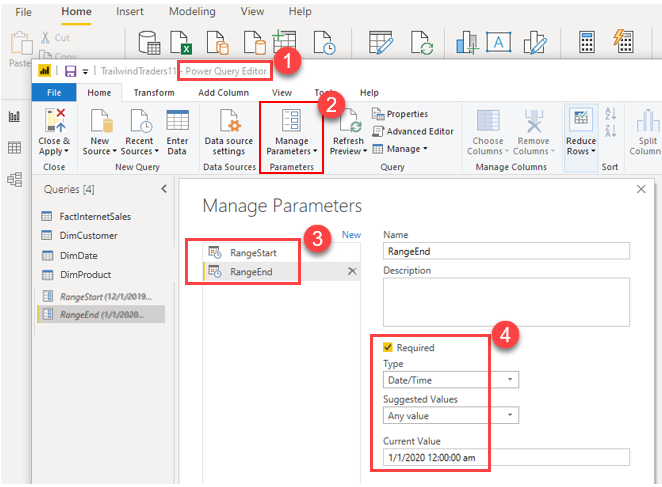 File Home Insert Modeling View Help
Cut
Copy
Paste
TrailwindTraders11 - Power Query Editor
1
File Home Transform Add Column View Tools Help
2
Close & Apply
New Source
Recent Sources
Enter Data
Data source settings
Manage Parameters
Refresh Preview
Properties
Advanced Editor
Manage
Choose Columns
Remove Columns
Reduce Rows
Split Column
Close
New Query
Data Sources
Parameters
Query
Manage Columns
Sort
Queries [4]
FactInternetSales
DimCustomer
DimDate
DimProduct
RangeStart (12/1/2019...
RangeEnd (1/1/2020...
Manage Parameters
New
3
RangeStart
RangeEnd
Name
RangeEnd
Description
4
Required
Type
Date/Time
Suggested Values
Any value
Current Value
1/1/2020 12:00:00 am